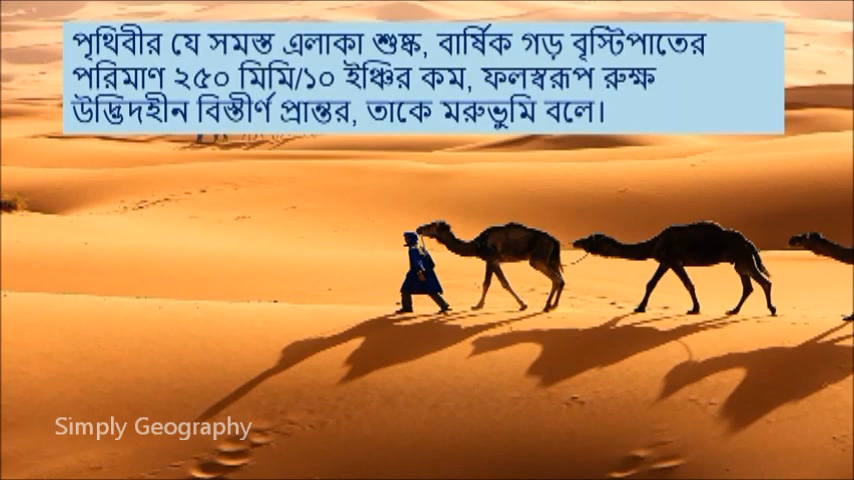 পৃথিবীর যে সমস্ত এলাকা শুষ্ক, বার্ষিক গড় বৃস্টিপাতের
পরিমাণ ২৫০ মিমি/১০ ইঞ্চির কম, ফলস্বরূপ রুক্ষ
উদ্ভিদহীন বিস্তীর্ণ প্রান্তর, তাকে মরুভুমি বলে।
Simply Geography